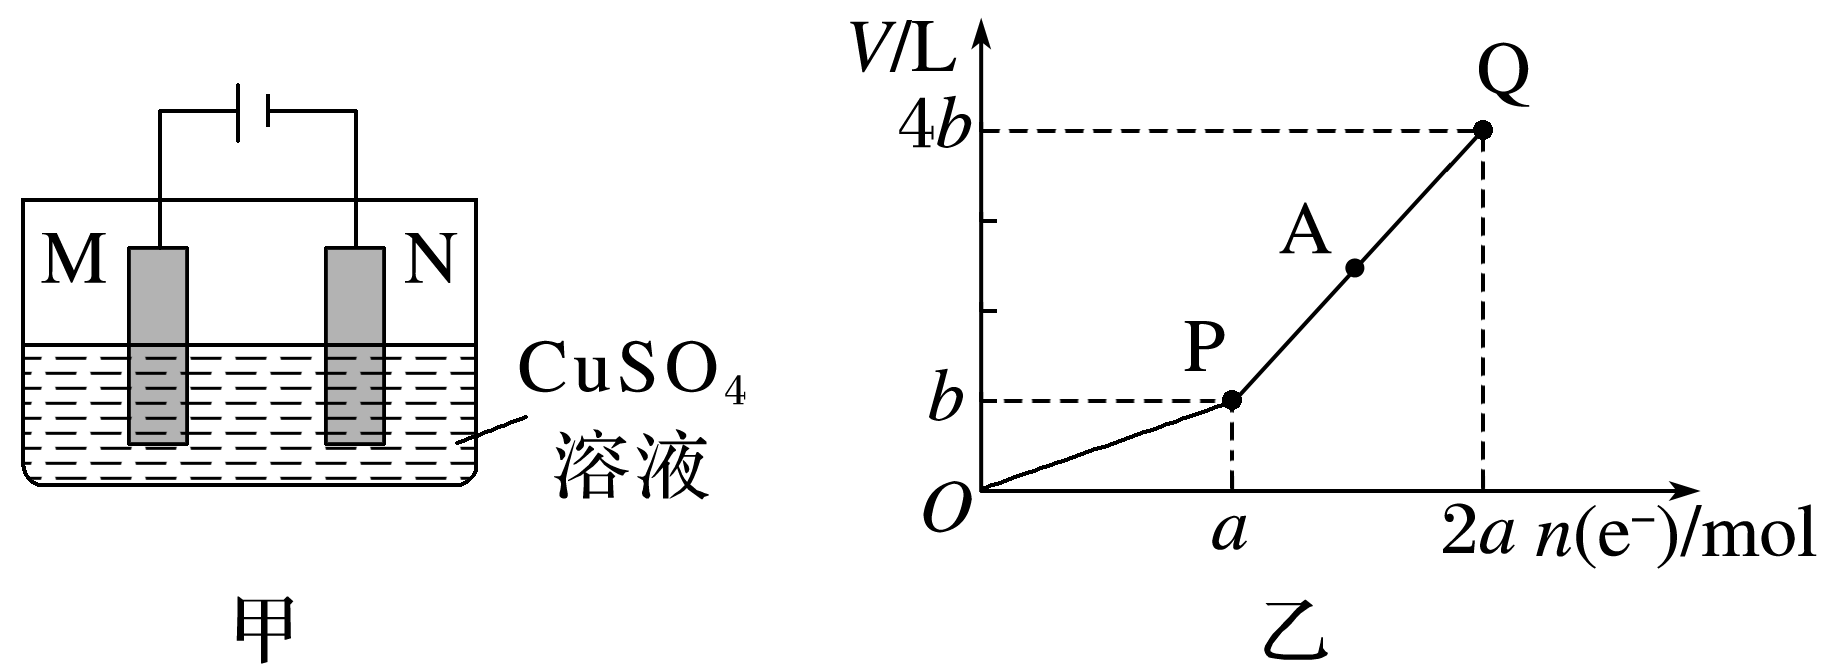 M
N
CuSO₄
溶液
甲
V/L
4b
b
O
a
2a
n(e⁻)/mol
P
A
Q
乙